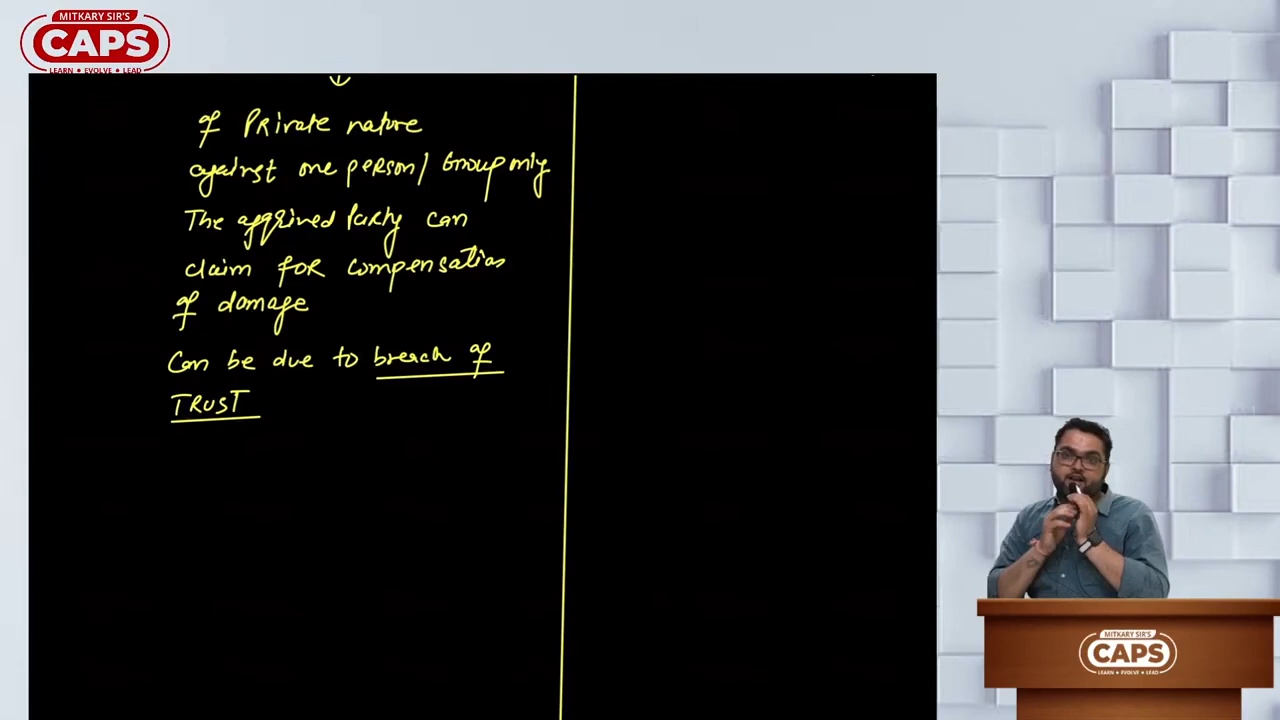 MITKARY SIR'S
CAPS
LEARN • EVOLVE • LEAD
of Private nature
against one person/ Group only
The aggrived Party can
claim for compensation
of damage
Can be due to breach of
TRUST
MITKARY SIR'S
CAPS
LEARN • EVOLVE • LEAD